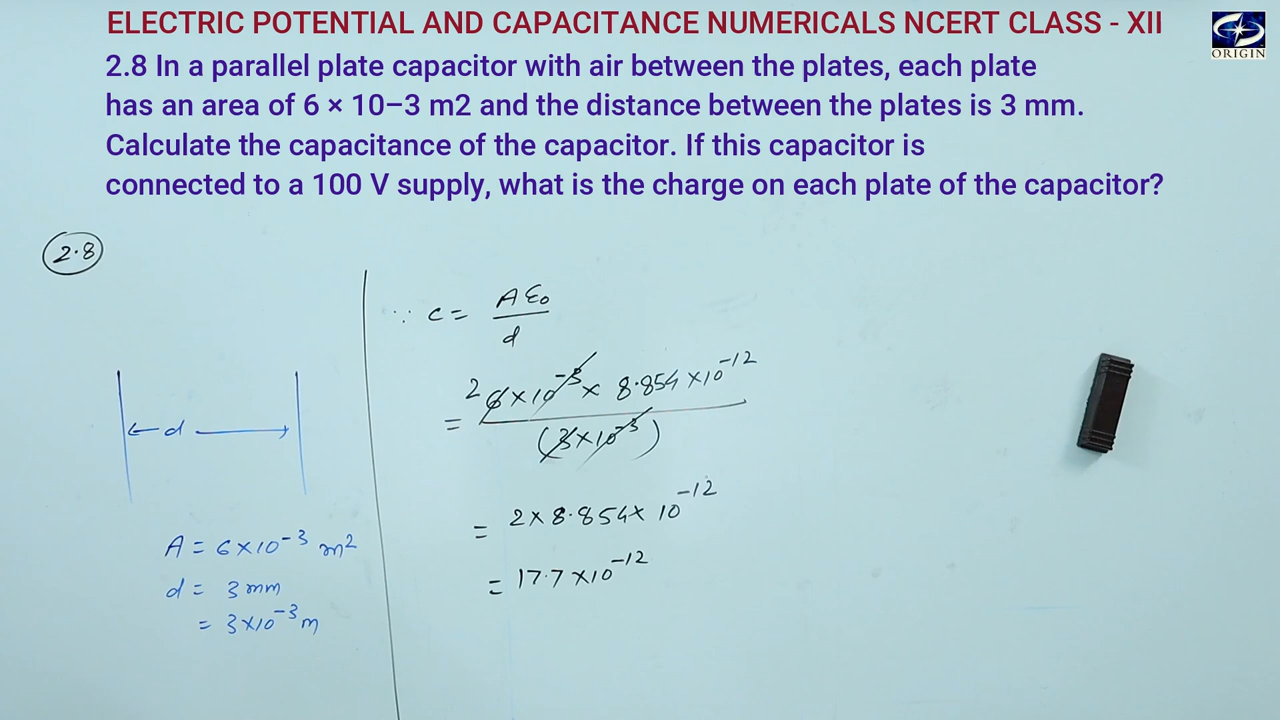 ELECTRIC POTENTIAL AND CAPACITANCE NUMERICALS NCERT CLASS - XII
ORIGIN
2.8 In a parallel plate capacitor with air between the plates, each plate
has an area of 6 × 10–3 m2 and the distance between the plates is 3 mm.
Calculate the capacitance of the capacitor. If this capacitor is
connected to a 100 V supply, what is the charge on each plate of the capacitor?
2.8
d
A = 6×10⁻³ m²
d = 3 mm
= 3×10⁻³ m
∵ C = Aε₀
d
= 2 6×10⁻³ × 8.854×10⁻¹²
(3×10⁻³)
= 2×8.854×10⁻¹²
= 17.7×10⁻¹²